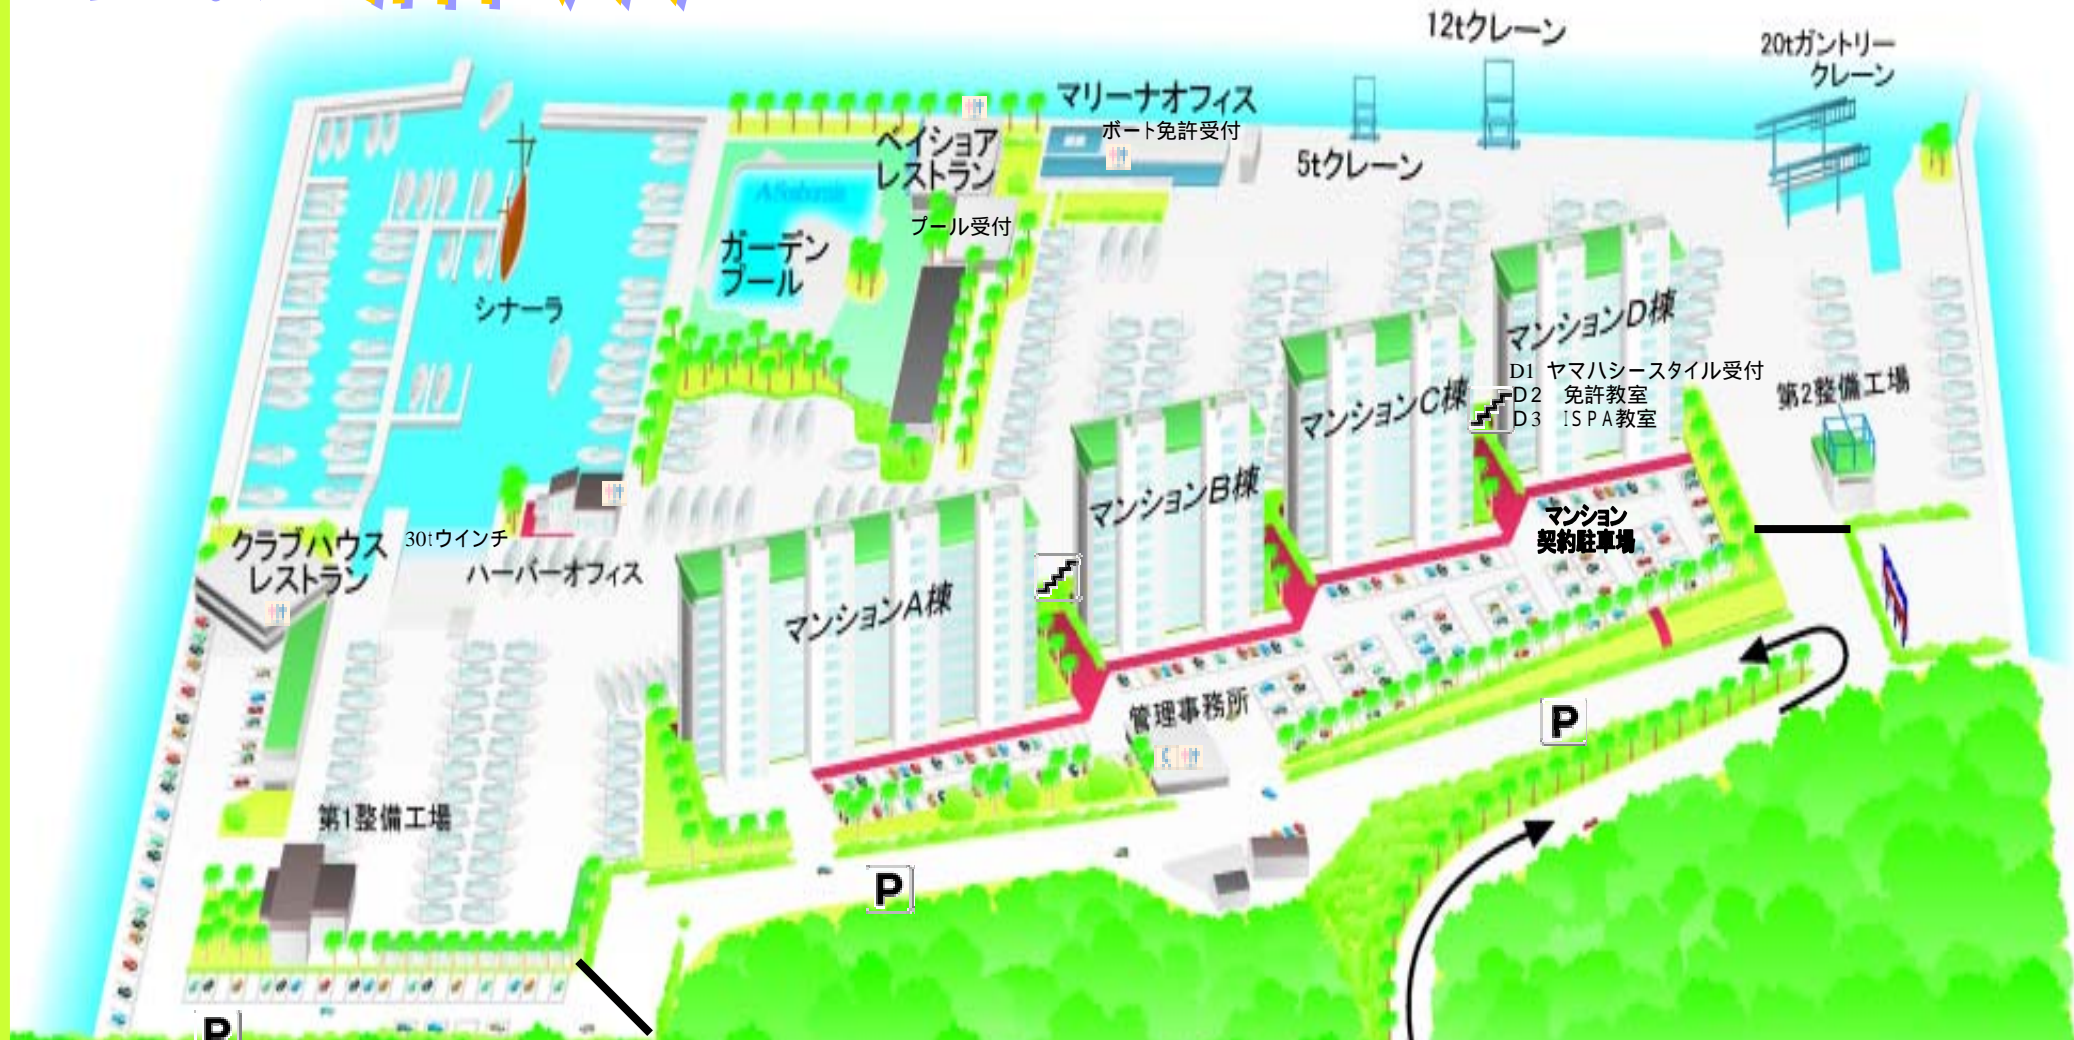 12tクレーン
20tガントリー
クレーン
マリーナオフィス
ボート免許受付
ベイショア
レストラン
5tクレーン
プール受付
ガーデン
プール
シナーラ
マンションD棟
D1 ヤマハシースタイル受付
D2 免許教室
D3 ISPA教室
第2整備工場
マンションC棟
マンションB棟
マンション
契約駐車場
クラブハウス
レストラン
30tウインチ
ハーバーオフィス
マンションA棟
管理事務所
P
第1整備工場
P
P